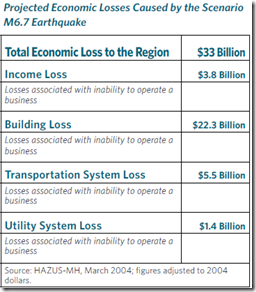 Projected Economic Losses Caused by the Scenario
M6.7 Earthquake
Total Economic Loss to the Region $33 Billion
Income Loss $3.8 Billion
Losses associated with inability to operate a
business
Building Loss $22.3 Billion
Losses associated with inability to operate a
business
Transportation System Loss $5.5 Billion
Losses associated with inability to operate a
business
Utility System Loss $1.4 Billion
Losses associated with inability to operate a
business
Source: HAZUS-MH, March 2004; figures adjusted to 2004
dollars.